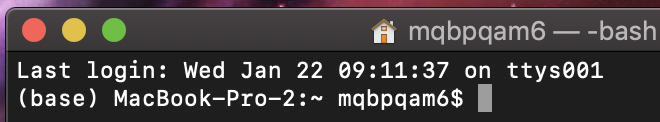 mqbpqam6 — -bash
Last login: Wed Jan 22 09:11:37 on ttys001
(base) MacBook-Pro-2:~ mqbpqam6$